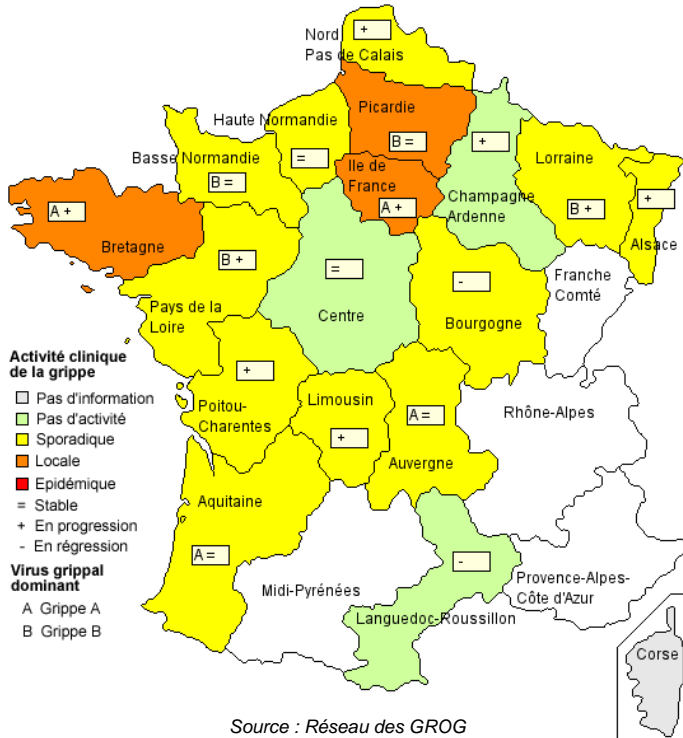 Nord
Pas de Calais
+
Haute Normandie
=
Picardie
B =
+
Champagne
Ardenne
Lorraine
B +
+
Alsace
Basse Normandie
B =
Ile de
France
A +
A +
Bretagne
B +
Pays de la
Loire
=
Centre
-
Bourgogne
Franche
Comté
+
Poitou-
Charentes
Limousin
+
A =
Auvergne
Rhône-Alpes
Aquitaine
A =
Midi-Pyrénées
-
Languedoc-Roussillon
Provence-Alpes-
Côte d'Azur
Corse
Activité clinique
de la grippe
Pas d'information
Pas d'activité
Sporadique
Locale
Epidémique
= Stable
+ En progression
- En régression
Virus grippal
dominant
A Grippe A
B Grippe B
Source : Réseau des GROG